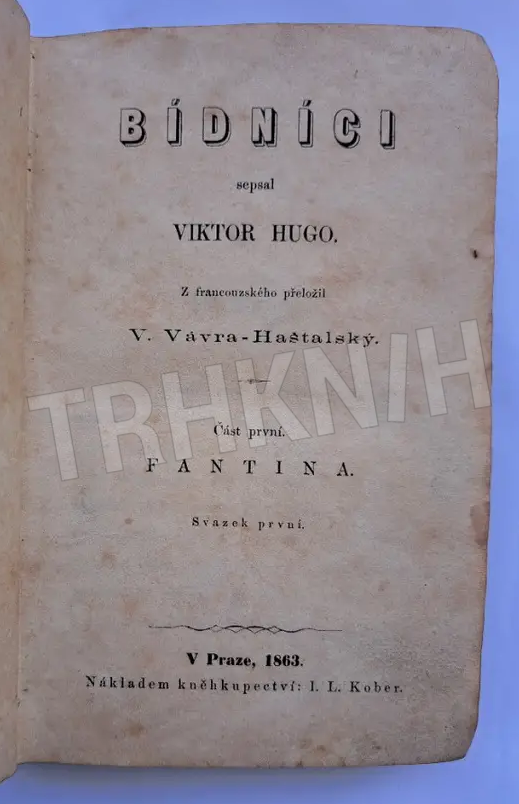 BÍDNÍCI
sepsal
VIKTOR HUGO.
Z francouzského přeložil
V. Vávra-Haštalský.
TRHKNIH
Část první.
FANTINA.
Svazek první.
V Praze, 1863.
Nákladem kněhkupectví: I. L. Kober.